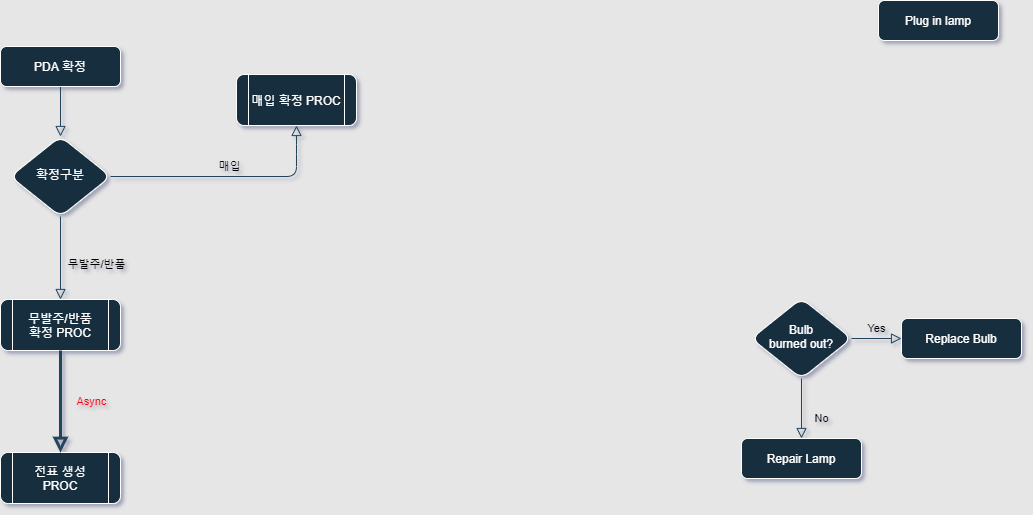 Plug in lamp
PDA 확정
매입 확정 PROC
매입
확정구분
무발주/반품
무발주/반품
확정 PROC
Async
전표 생성
PROC
Bulb
burned out?
Yes
Replace Bulb
No
Repair Lamp